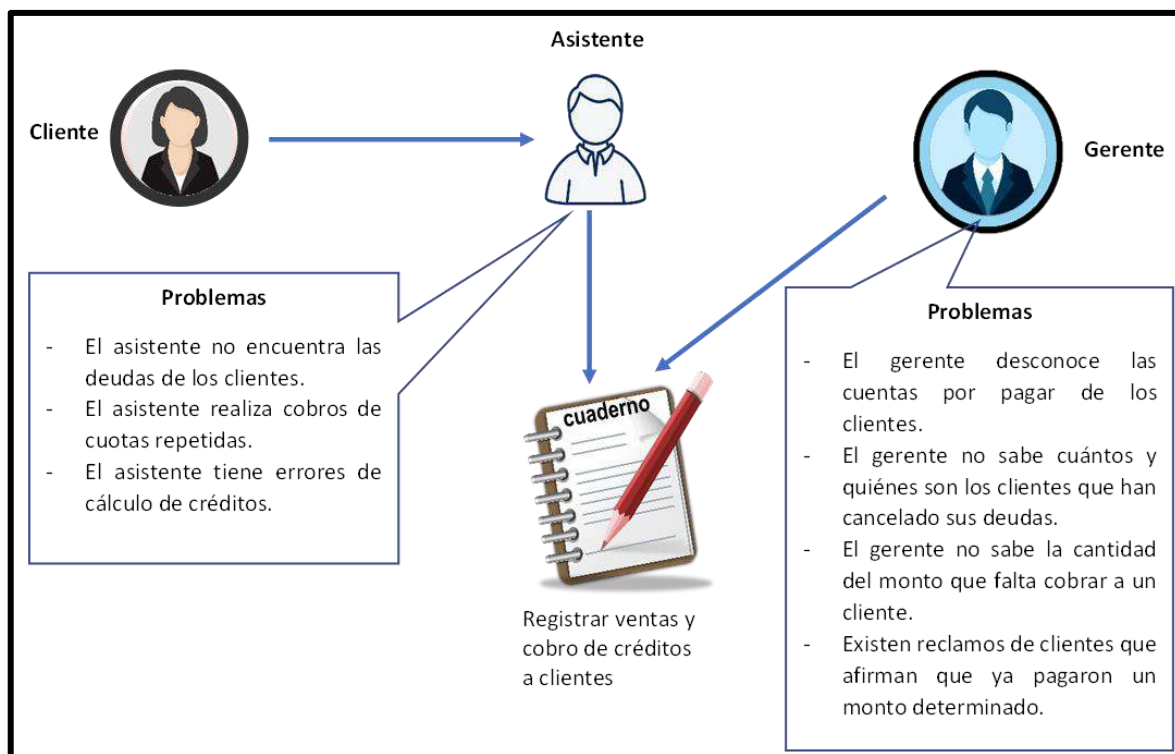 Asistente
Cliente
Gerente
Problemas
- El asistente no encuentra las
deudas de los clientes.
- El asistente realiza cobros de
cuotas repetidas.
- El asistente tiene errores de
cálculo de créditos.
cuaderno
Registrar ventas y
cobro de créditos
a clientes
Problemas
- El gerente desconoce las
cuentas por pagar de los
clientes.
- El gerente no sabe cuántos y
quiénes son los clientes que han
cancelado sus deudas.
- El gerente no sabe la cantidad
del monto que falta cobrar a un
cliente.
- Existen reclamos de clientes que
afirman que ya pagaron un
monto determinado.